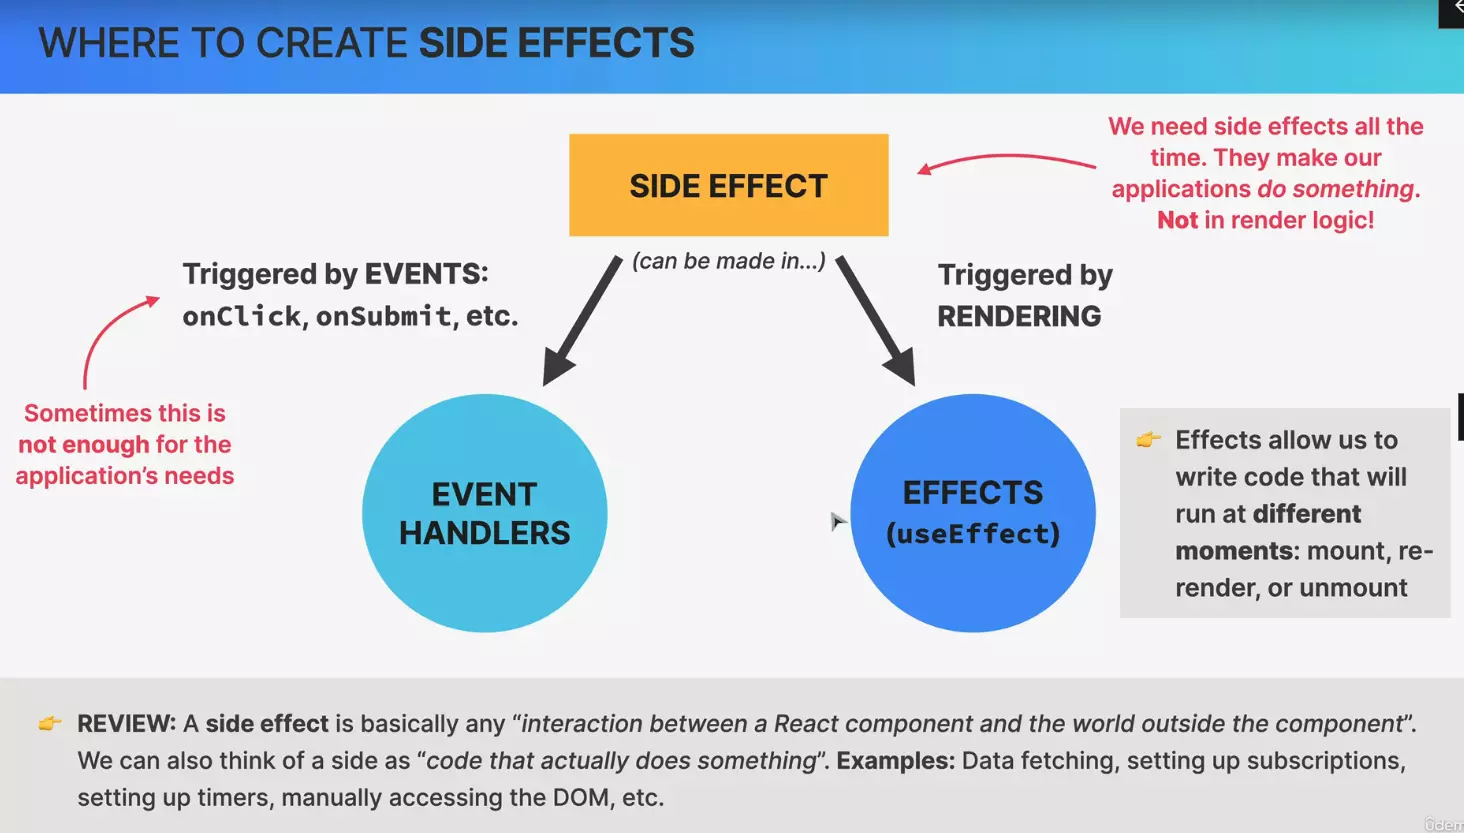 WHERE TO CREATE SIDE EFFECTS
SIDE EFFECT
(can be made in...)
We need side effects all the
time. They make our
applications do something.
Not in render logic!
Triggered by EVENTS:
onClick, onSubmit, etc.
Triggered by
RENDERING
Sometimes this is
not enough for the
application’s needs
EVENT
HANDLERS
EFFECTS
(useEffect)
👉 Effects allow us to
write code that will
run at different
moments: mount, re-
render, or unmount
👉 REVIEW: A side effect is basically any “interaction between a React component and the world outside the component”.
We can also think of a side as “code that actually does something”. Examples: Data fetching, setting up subscriptions,
setting up timers, manually accessing the DOM, etc.